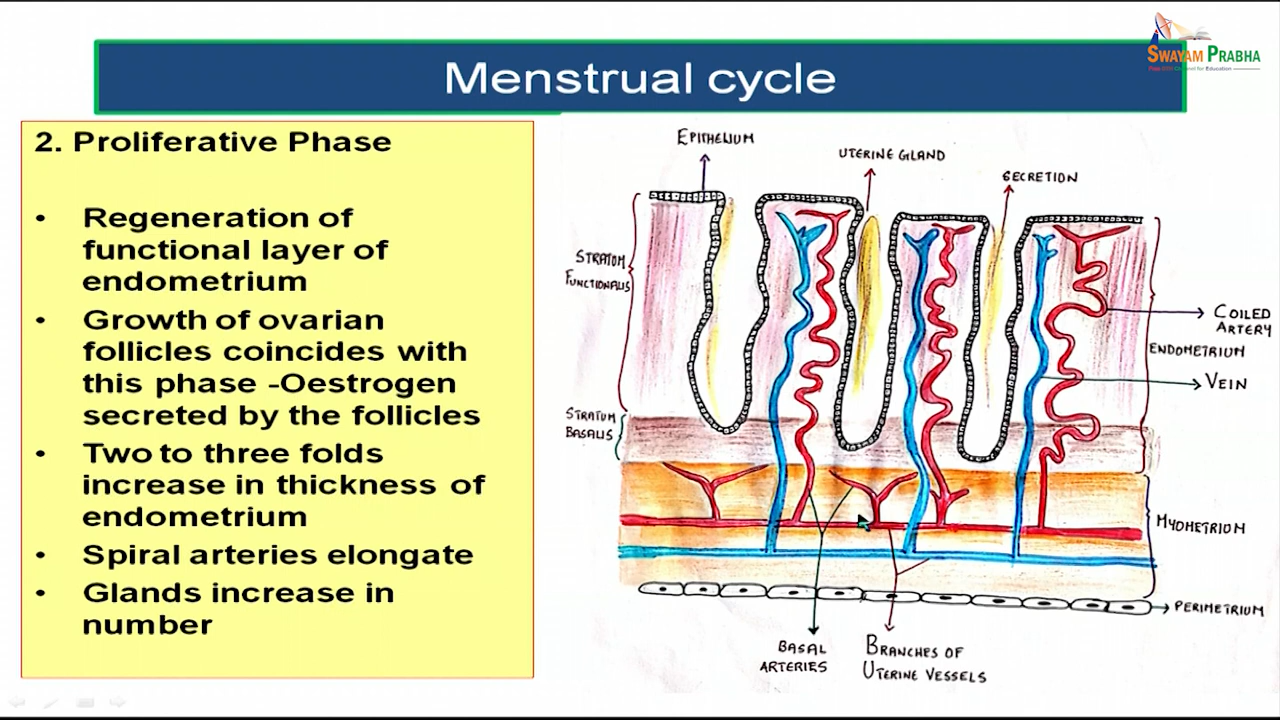 SWAYAM PRABHA
Menstrual cycle
2. Proliferative Phase
• Regeneration of
functional layer of
endometrium
• Growth of ovarian
follicles coincides with
this phase -Oestrogen
secreted by the follicles
• Two to three folds
increase in thickness of
endometrium
• Spiral arteries elongate
• Glands increase in
number
EPITHELIUM
UTERINE GLAND
SECRETION
STRATUM
FUNCTIONALIS
STRATUM
BASALIS
COILED
ARTERY
ENDOMETRIUM
VEIN
MYOMETRION
PERIMETRIUM
BASAL
ARTERIES
BRANCHES OF
UTERINE VESSELS